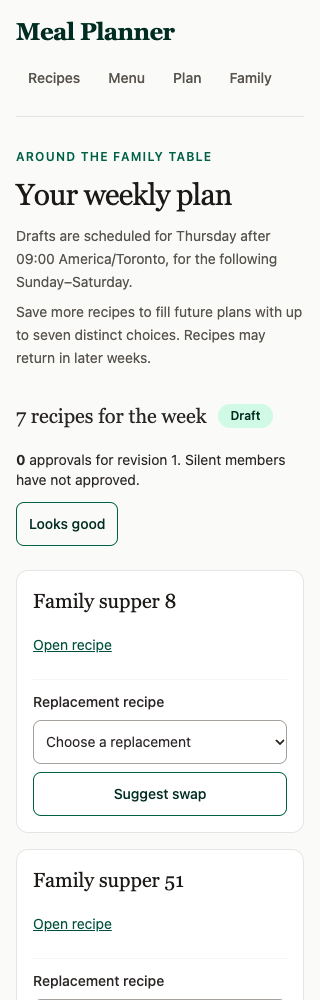 Meal Planner
Recipes Menu Plan Family
AROUND THE FAMILY TABLE
Your weekly plan
Drafts are scheduled for Thursday after
09:00 America/Toronto, for the following
Sunday–Saturday.
Save more recipes to fill future plans with up
to seven distinct choices. Recipes may
return in later weeks.
7 recipes for the week Draft
0 approvals for revision 1. Silent members
have not approved.
Looks good
Family supper 8
Open recipe
Replacement recipe
Choose a replacement
Suggest swap
Family supper 51
Open recipe
Replacement recipe